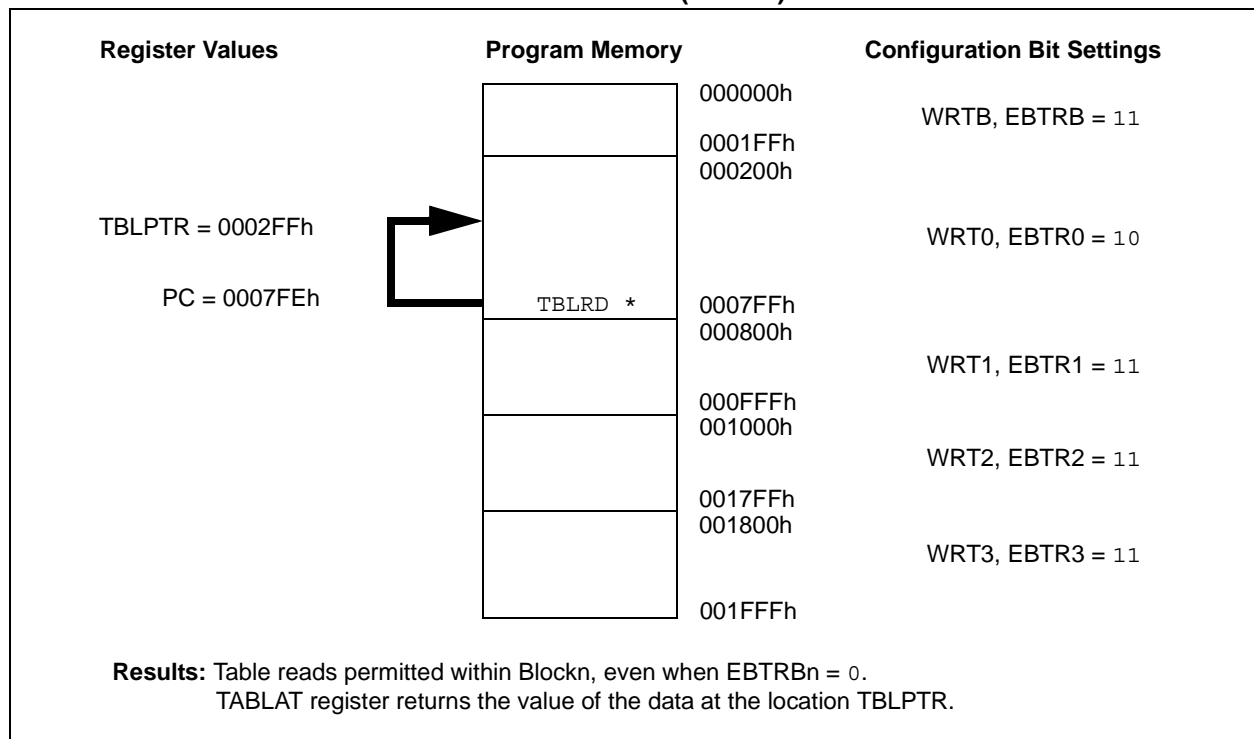 Register Values Program Memory Configuration Bit Settings
000000h
WRTB, EBTRB = 11
0001FFh
000200h
TBLPTR = 0002FFh
WRT0, EBTR0 = 10
PC = 0007FEh
TBLRD *
0007FFh
000800h
WRT1, EBTR1 = 11
000FFFh
001000h
WRT2, EBTR2 = 11
0017FFh
001800h
WRT3, EBTR3 = 11
001FFFh
Results: Table reads permitted within Blockn, even when EBTRBn = 0.
TABLAT register returns the value of the data at the location TBLPTR.